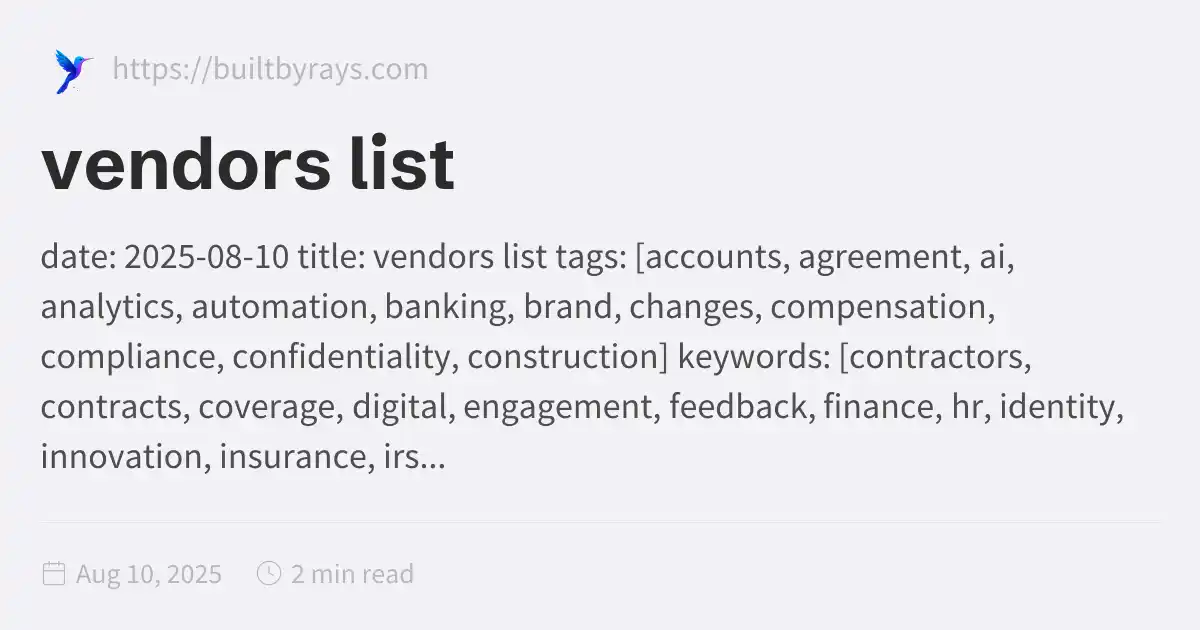 https://builtbyrays.com
vendors list
date: 2025-08-10 title: vendors list tags: [accounts, agreement, ai,
analytics, automation, banking, brand, changes, compensation,
compliance, confidentiality, construction] keywords: [contractors,
contracts, coverage, digital, engagement, feedback, finance, hr, identity,
innovation, insurance, irs...
Aug 10, 2025 2 min read